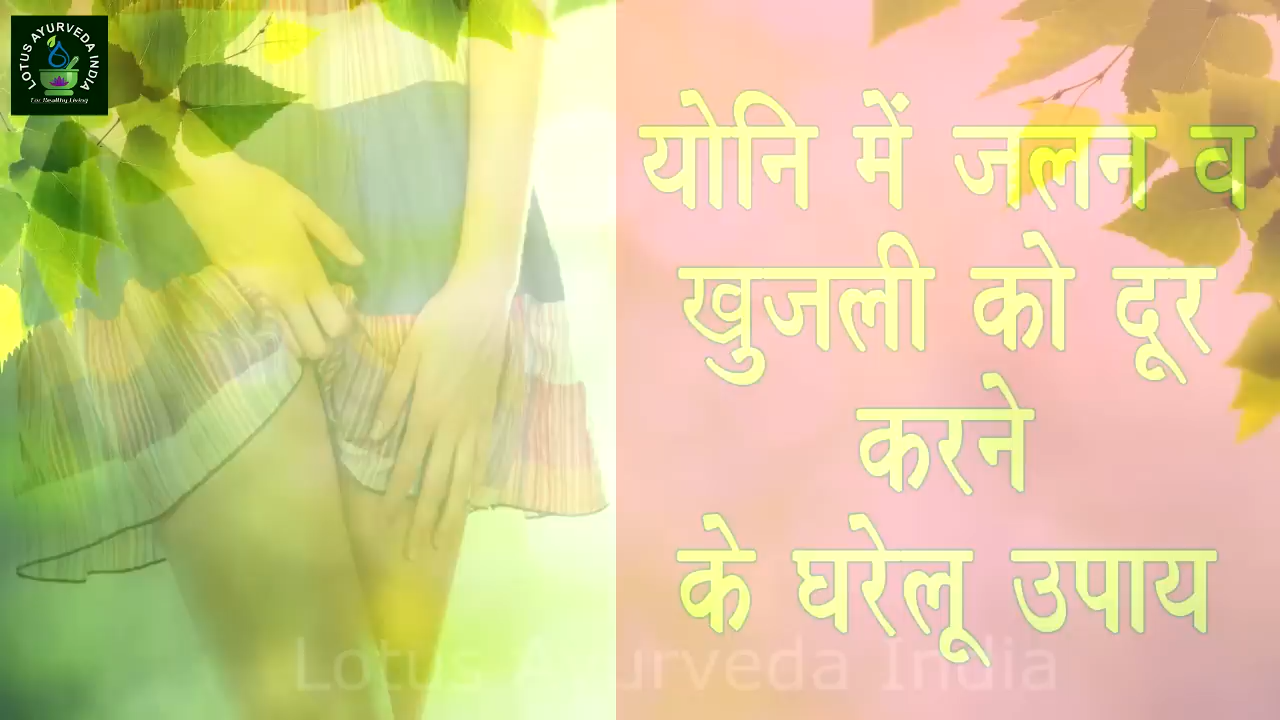 LOTUS AYURVEDA INDIA
For Healthy Living
योनि में जलन व
खुजली को दूर
करने
के घरेलू उपाय
Lotus Ayurveda India